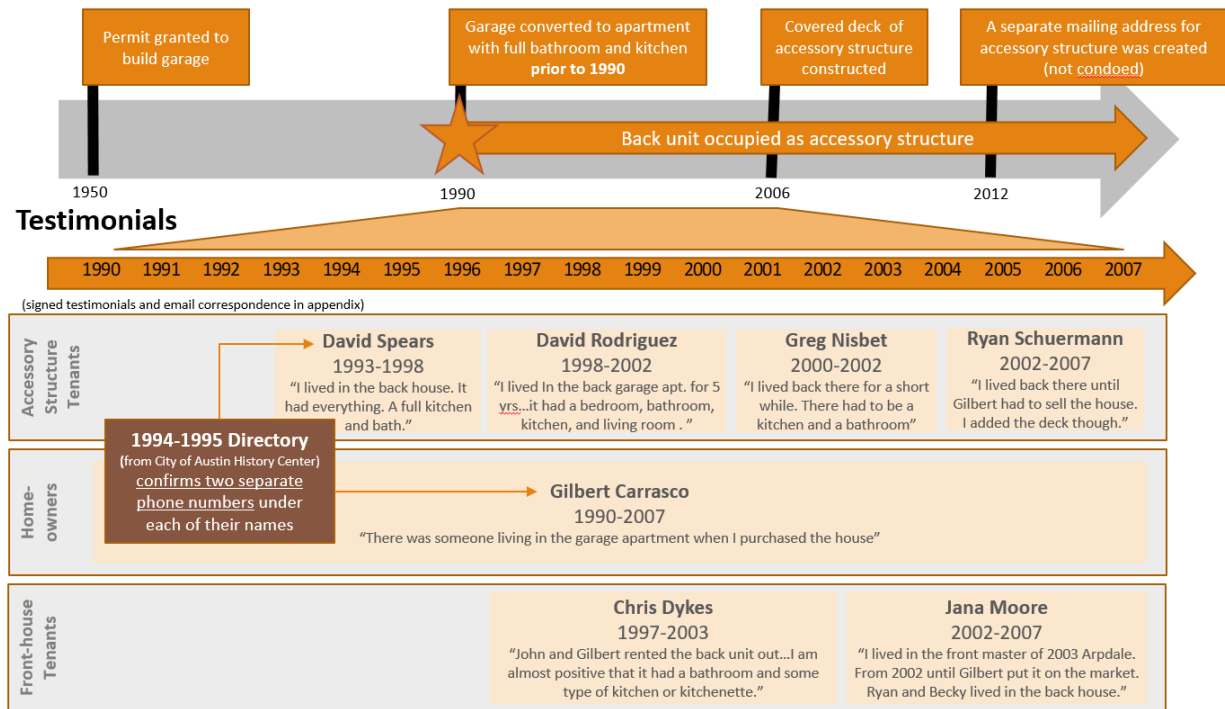 Permit granted to
build garage
Garage converted to apartment
with full bathroom and kitchen
prior to 1990
Covered deck of
accessory structure
constructed
A separate mailing address for
accessory structure was created
(not condoed)
Back unit occupied as accessory structure
1950
1990
2006
2012
Testimonials
1990 1991 1992 1993 1994 1995 1996 1997 1998 1999 2000 2001 2002 2003 2004 2005 2006 2007
(signed testimonials and email correspondence in appendix)
Accessory
Structure
Tenants
David Spears
1993-1998
“I lived in the back house. It
had everything. A full kitchen
and bath.”
David Rodriguez
1998-2002
“I lived In the back garage apt. for 5
yrs…it had a bedroom, bathroom,
kitchen, and living room . ”
Greg Nisbet
2000-2002
“I lived back there for a short
while. There had to be a
kitchen and a bathroom”
Ryan Schuermann
2002-2007
“I lived back there until
Gilbert had to sell the house.
I added the deck though.”
1994-1995 Directory
(from City of Austin History Center)
confirms two separate
phone numbers under
each of their names
Home-
owners
Gilbert Carrasco
1990-2007
“There was someone living in the garage apartment when I purchased the house”
Front-house
Tenants
Chris Dykes
1997-2003
“John and Gilbert rented the back unit out…I am
almost positive that it had a bathroom and some
type of kitchen or kitchenette.”
Jana Moore
2002-2007
“I lived in the front master of 2003 Arpdale.
From 2002 until Gilbert put it on the market.
Ryan and Becky lived in the back house.”